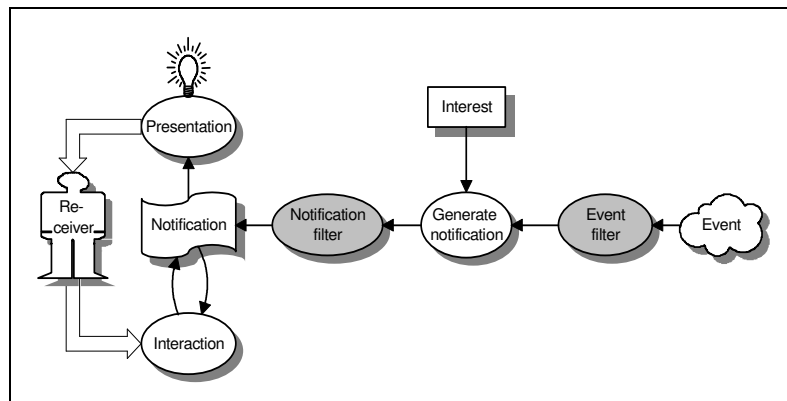 Presentation
Interest
Re-
ceiver
Notification
Notification
filter
Generate
notification
Event
filter
Event
Interaction